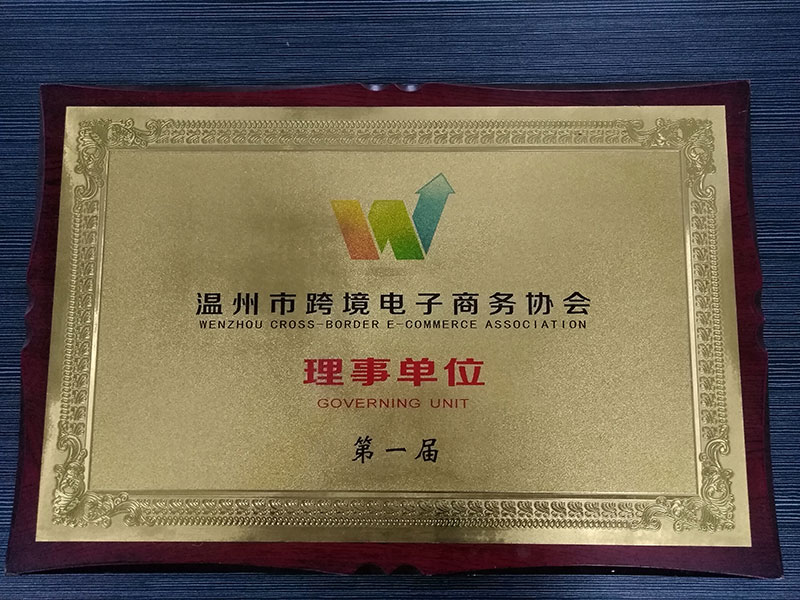 温州市跨境电子商务协会
WENZHOU CROSS-BORDER E-COMMERCE ASSOCIATION
理事单位
GOVERNING UNIT
第一届